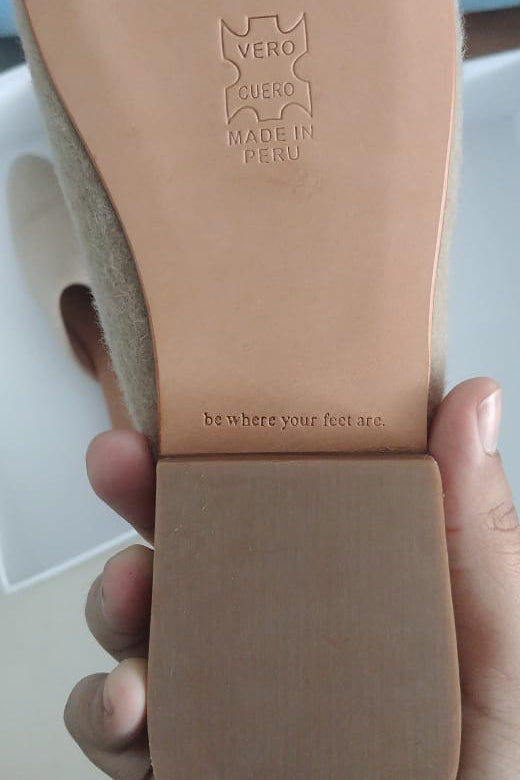 VERO
CUERO
MADE IN
PERU
be where your feet are.